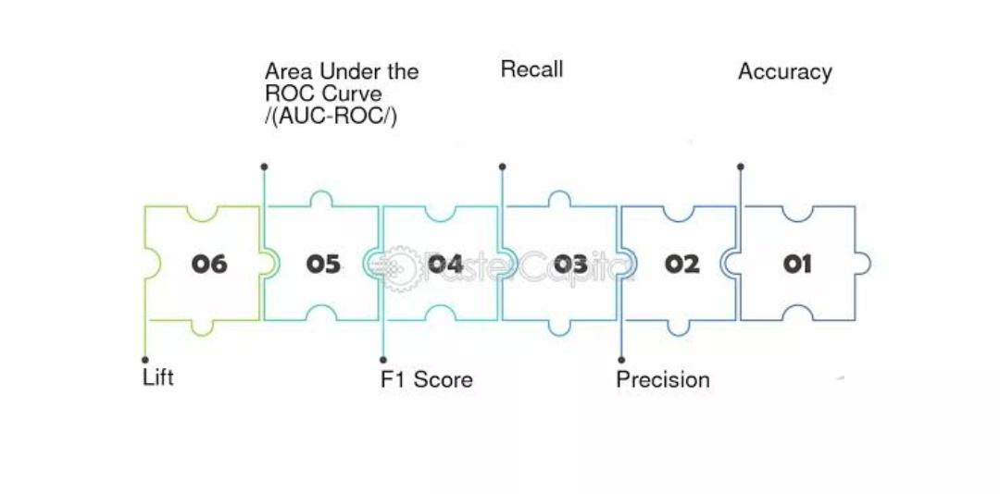 Area Under the
ROC Curve
/(AUC-ROC/)
Recall
Accuracy
06
05
04
03
02
01
FasterCapital
Lift
F1 Score
Precision